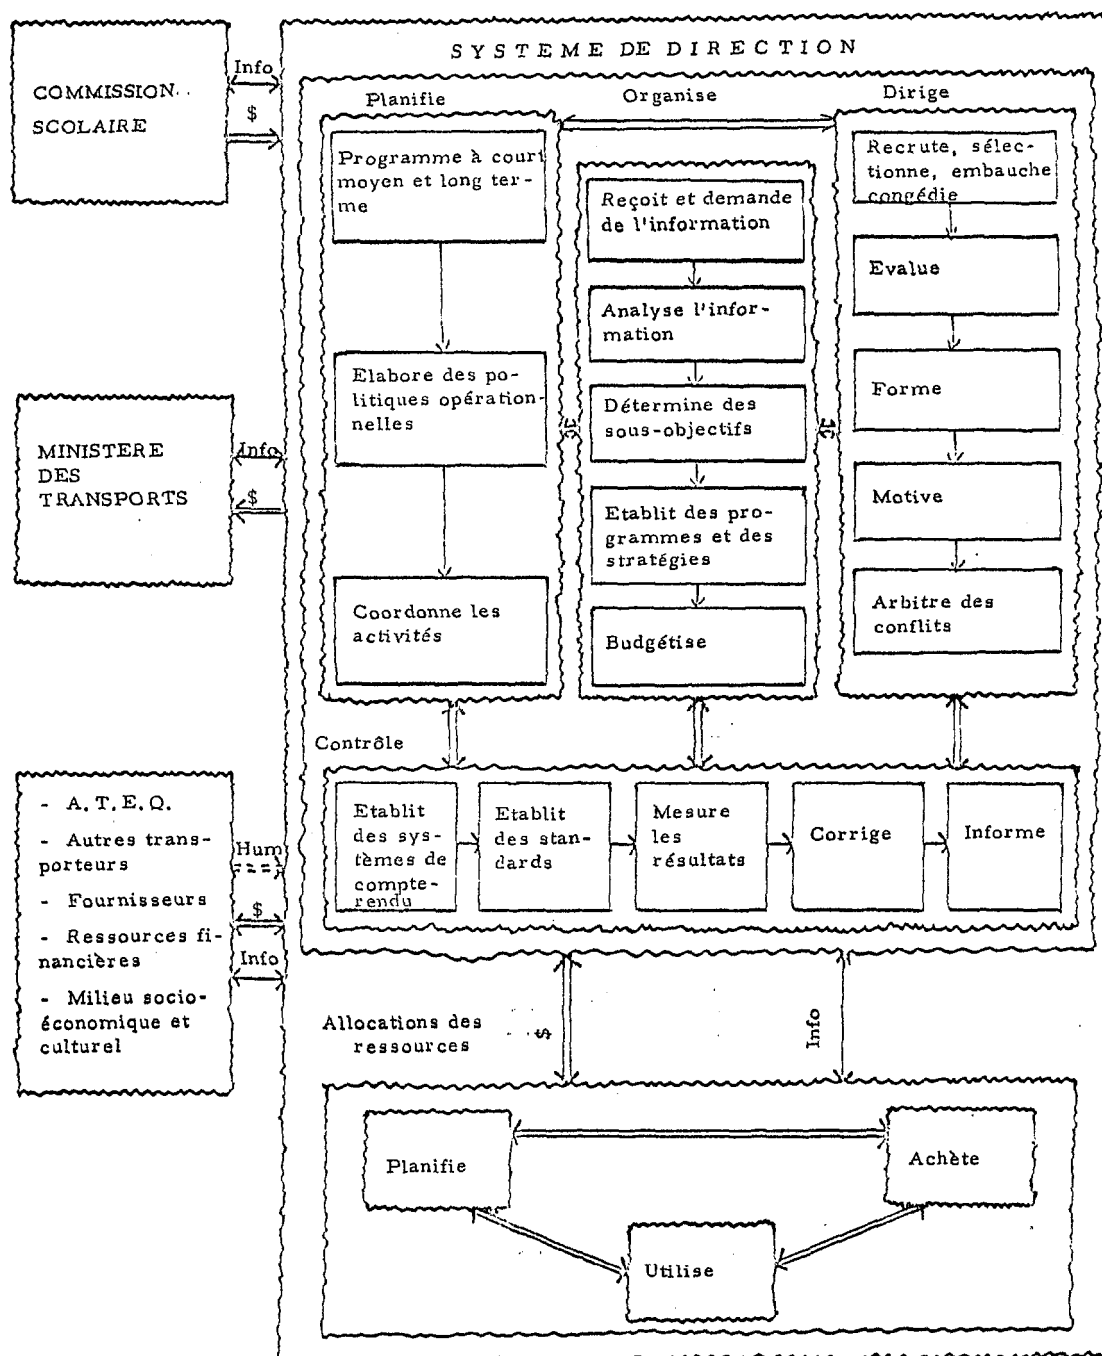 SYSTEME DE DIRECTION
COMMISSION
SCOLAIRE
Info
$
MINISTERE
DES
TRANSPORTS
Info
$
- A.T.E.Q.
- Autres trans-
porteurs
- Fournisseurs
- Ressources fi-
nancières
- Milieu socio-
économique et
culturel
Hum
$
Info
Planifie
Programme à court
moyen et long ter-
me
Elabore des po-
litiques opération-
nelles
Coordonne les
activités
Organise
Reçoit et demande
de l'information
Analyse l'infor-
mation
Détermine des
sous-objectifs
Etablit des pro-
grammes et des
stratégies
Budgétise
Dirige
Recrute, sélec-
tionne, embauche
congédie
Evalue
Forme
Motive
Arbitre des
conflits
Contrôle
Etablit
des sys-
tèmes de
compte-
rendu
Etablit
des stan-
dards
Mesure
les
résultats
Corrige
Informe
Allocations des
ressources
$
Info
Planifie
Achète
Utilise